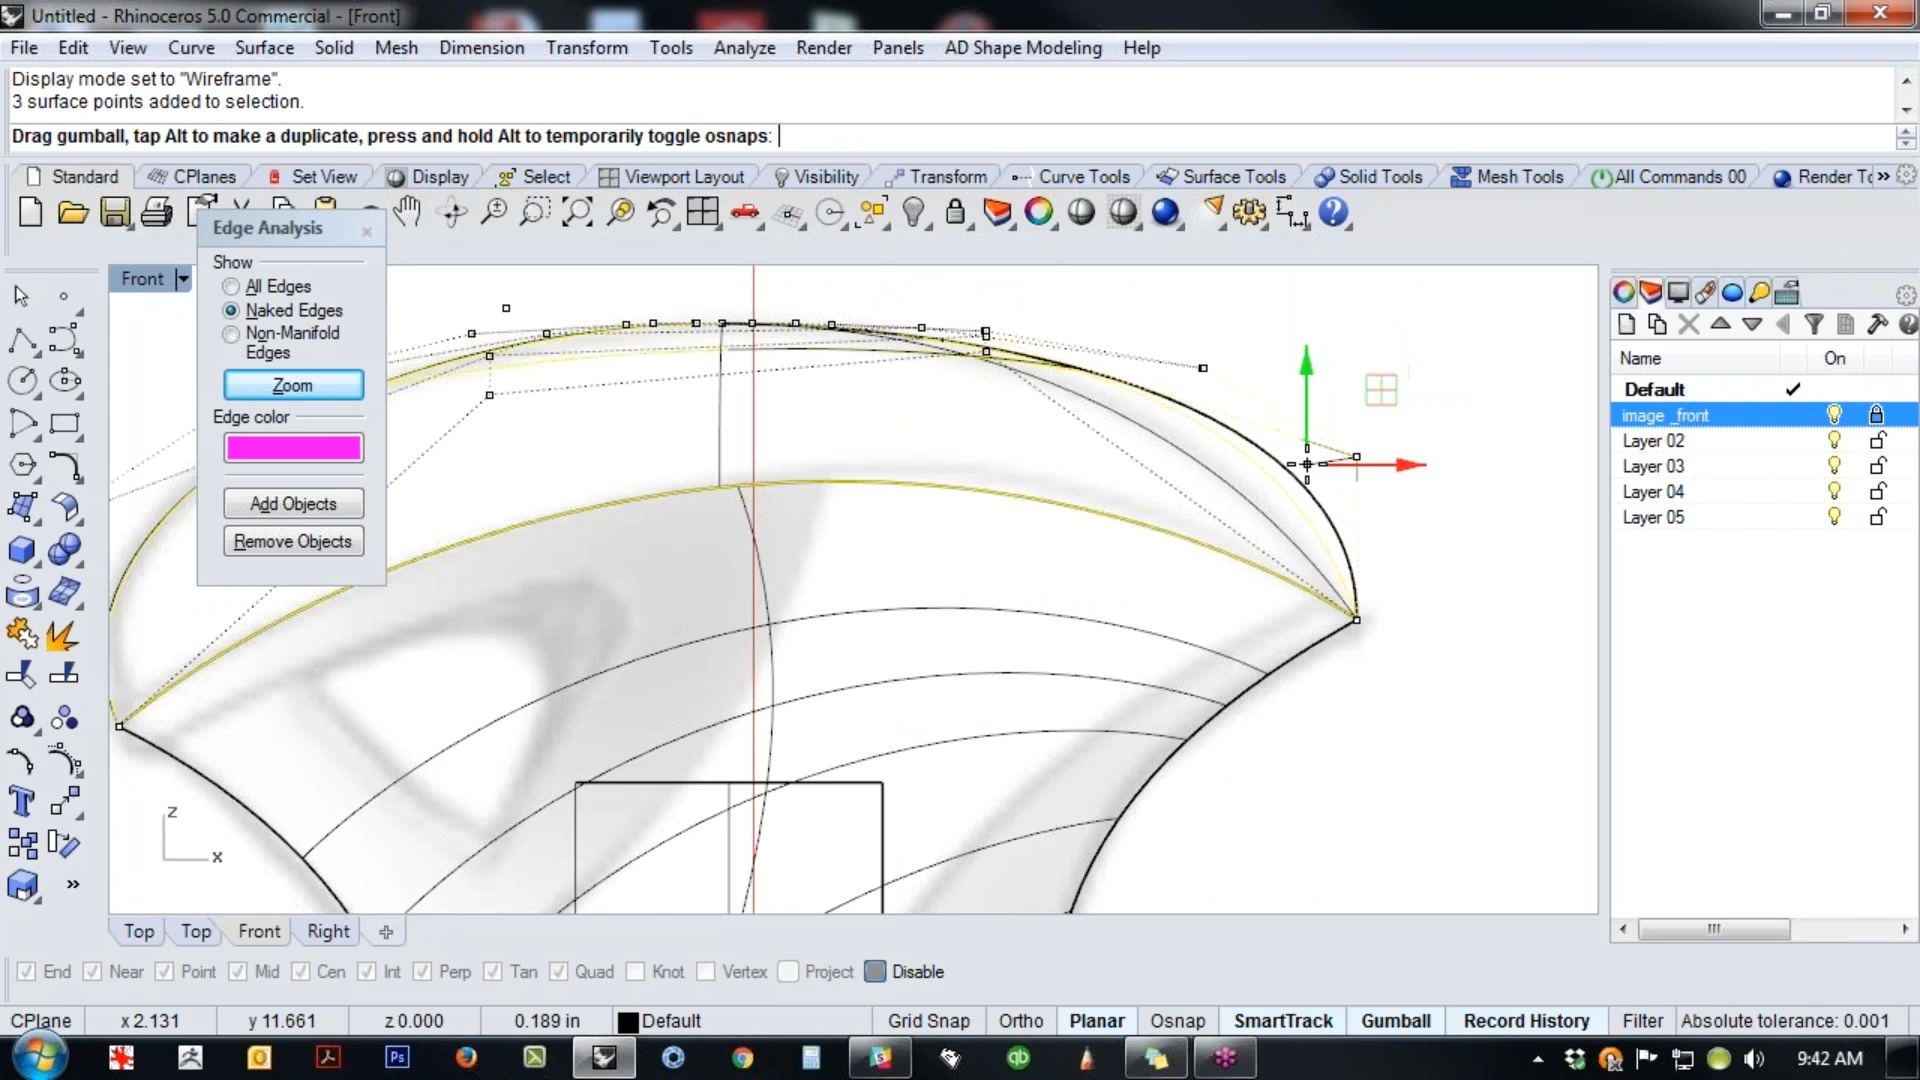 Untitled - Rhinoceros 5.0 Commercial - [Front]
File Edit View Curve Surface Solid Mesh Dimension Transform Tools Analyze Render Panels AD Shape Modeling Help
Display mode set to "Wireframe".
3 surface points added to selection.
Drag gumball, tap Alt to make a duplicate, press and hold Alt to temporarily toggle osnaps:
Standard CPlanes Set View Display Select Viewport Layout Visibility Transform Curve Tools Surface Tools Solid Tools Mesh Tools All Commands 00 Render To »
Edge Analysis
Show
All Edges
Naked Edges
Non-Manifold
Edges
Zoom
Edge color
Add Objects
Remove Objects
Front
z
x
Name On
Default
image _front
Layer 02
Layer 03
Layer 04
Layer 05
Top Top Front Right
End Near Point Mid Cen Int Perp Tan Quad Knot Vertex Project Disable
CPlane x 2.131 y 11.661 z 0.000 0.189 in Default Grid Snap Ortho Planar Osnap SmartTrack Gumball Record History Filter Absolute tolerance: 0.001
Ps qb 9:42 AM